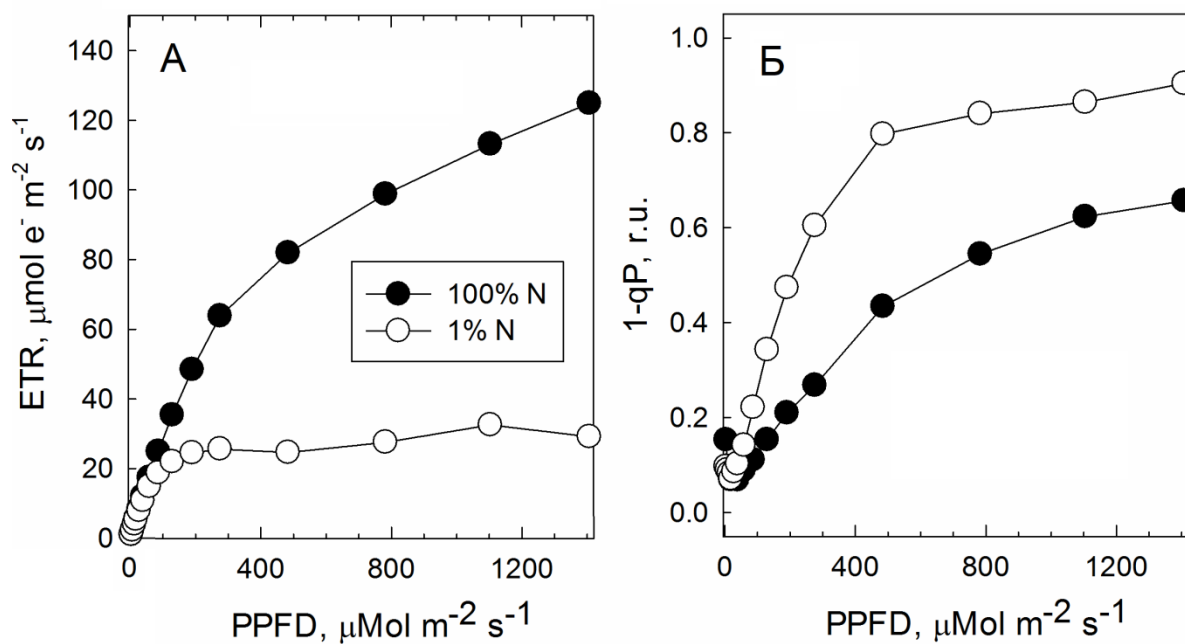 А
ETR, μmol e⁻ m⁻² s⁻¹
140
120
100
80
60
40
20
0
100% N
1% N
0 400 800 1200
PPFD, μMol m⁻² s⁻¹
Б
1-qP, r.u.
1.0
0.8
0.6
0.4
0.2
0.0
0 400 800 1200
PPFD, μMol m⁻² s⁻¹